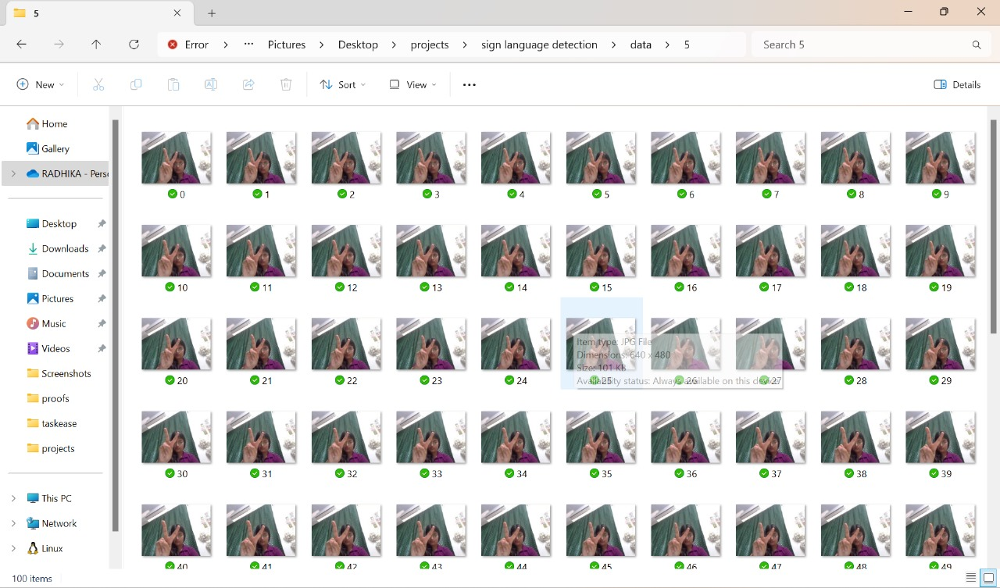 5
Error > ··· Pictures > Desktop > projects > sign language detection > data > 5
Search 5
New
Sort
View
Details
Home
Gallery
RADHIKA - Perso
Desktop
Downloads
Documents
Pictures
Music
Videos
Screenshots
proofs
taskease
projects
This PC
Network
Linux
0 1 2 3 4 5 6 7 8 9
10 11 12 13 14 15 16 17 18 19
Item type: JPG File
Dimensions: 640 x 480
Size: 101 KB
Availability status: Always available on this device
20 21 22 23 24 25 26 27 28 29
30 31 32 33 34 35 36 37 38 39
40 41 42 43 44 45 46 47 48 49
100 items